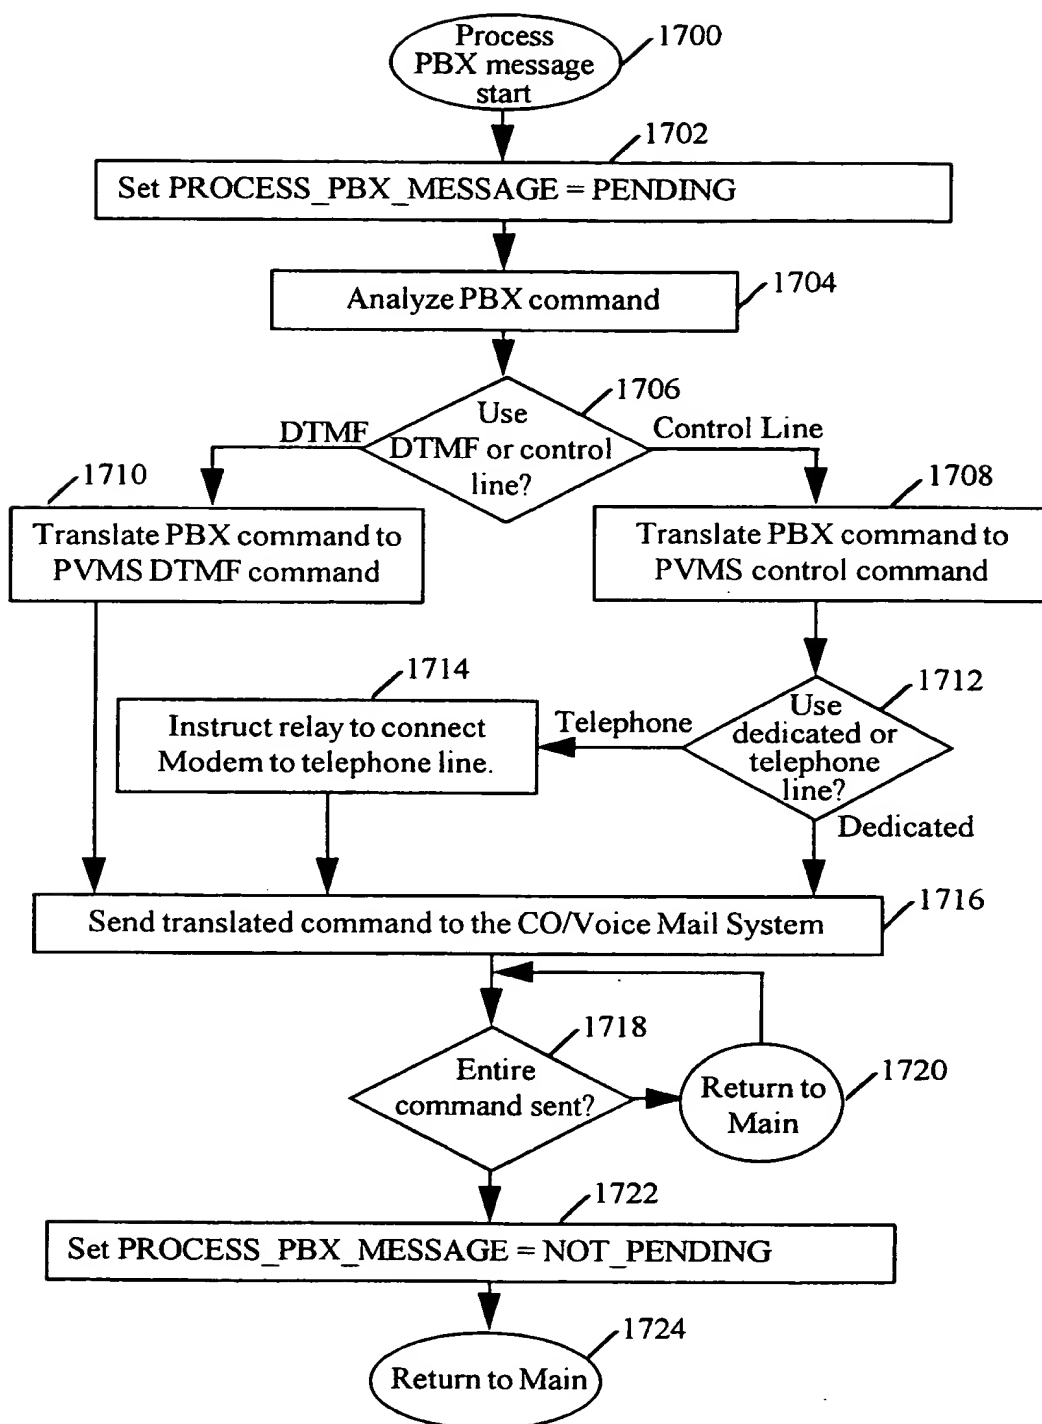 Process
PBX message
start
1700
1702
Set PROCESS_PBX_MESSAGE = PENDING
1704
Analyze PBX command
1706
Use
DTMF or control
line?
DTMF
Control Line
1710
Translate PBX command to
PVMS DTMF command
1708
Translate PBX command to
PVMS control command
1714
Instruct relay to connect
Modem to telephone line.
Telephone
1712
Use
dedicated or
telephone
line?
Dedicated
Send translated command to the CO/Voice Mail System
1716
1718
Entire
command sent?
Return to
Main
1720
1722
Set PROCESS_PBX_MESSAGE = NOT_PENDING
1724
Return to Main